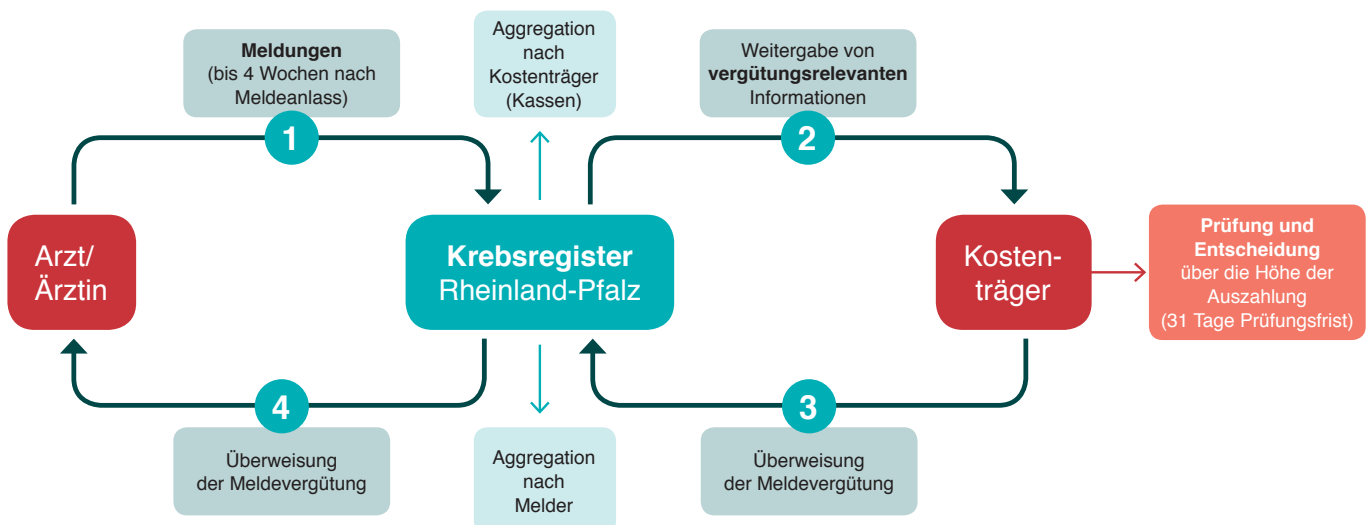 Meldungen
(bis 4 Wochen nach
Meldeanlass)
1
Aggregation
nach
Kostenträger
(Kassen)
Weitergabe von
vergütungsrelevanten
Informationen
2
Arzt/
Ärztin
Krebsregister
Rheinland-Pfalz
Kosten-
träger
Prüfung und
Entscheidung
über die Höhe der
Auszahlung
(31 Tage Prüfungsfrist)
4
Überweisung
der Meldevergütung
Aggregation
nach
Melder
3
Überweisung
der Meldevergütung